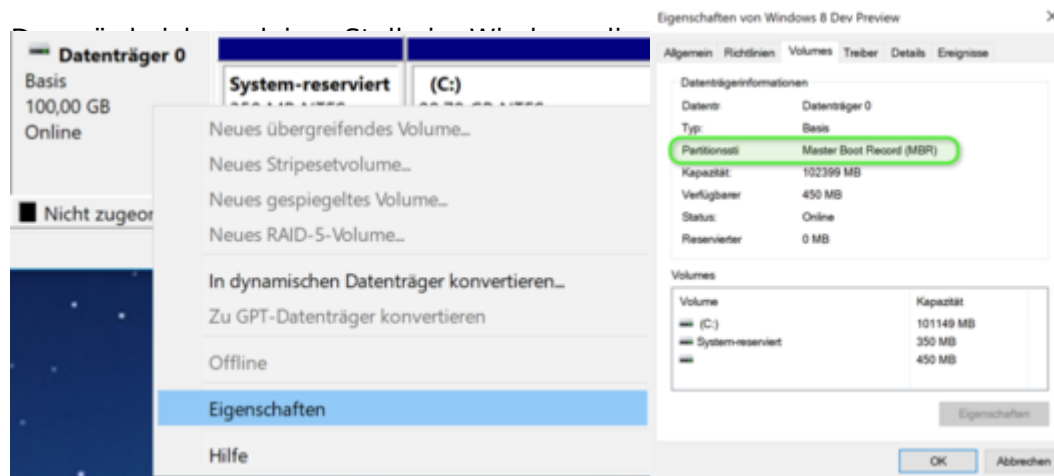 Datenträger 0
Basis
100,00 GB
Online
System-reserviert
(C:)
Neues übergreifendes Volume...
Neues Stripesetvolume...
Neues gespiegeltes Volume...
Neues RAID-5-Volume...
In dynamischen Datenträger konvertieren...
Zu GPT-Datenträger konvertieren
Offline
Eigenschaften
Hilfe
Nicht zugeor
Eigenschaften von Windows 8 Dev Preview
Allgemein Richtlinien Volumes Treiber Details Ereignisse
Datenträgerinformationen
Datentr Datenträger 0
Typ: Basis
Partitionssti Master Boot Record (MBR)
Kapazität: 102399 MB
Verfügbarer 450 MB
Status: Online
Reservierter 0 MB
Volumes
Volume Kapazität
(C:) 101149 MB
System-reserviert 350 MB
450 MB
Eigenschaften
OK Abbrechen